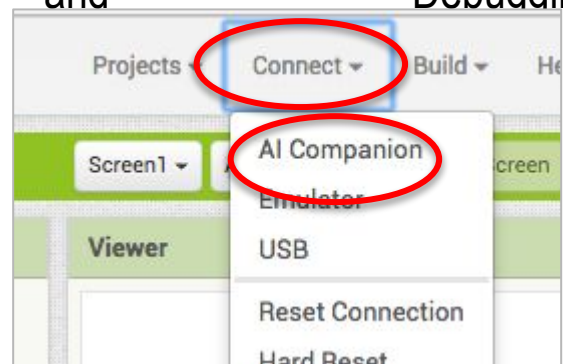 and
Projects Connect Build
Screen1
AI Companion
Emulator
Viewer
USB
Reset Connection
Hard Reset